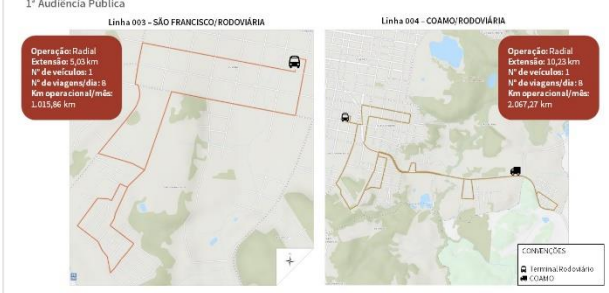 1ª Audiência Pública
Linha 003 – SÃO FRANCISCO/RODOVIÁRIA
Operação: Radial
Extensão: 5,03 km
Nº de veículos: 1
Nº de viagens/dia: 8
Km operacional/mês:
1.015,86 km
Linha 004 – COAMO/RODOVIÁRIA
Operação: Radial
Extensão: 10,23 km
Nº de veículos: 1
Nº de viagens/dia: 8
Km operacional/mês:
2.067,27 km
CONVENÇÕES
Terminal Rodoviário
COAMO